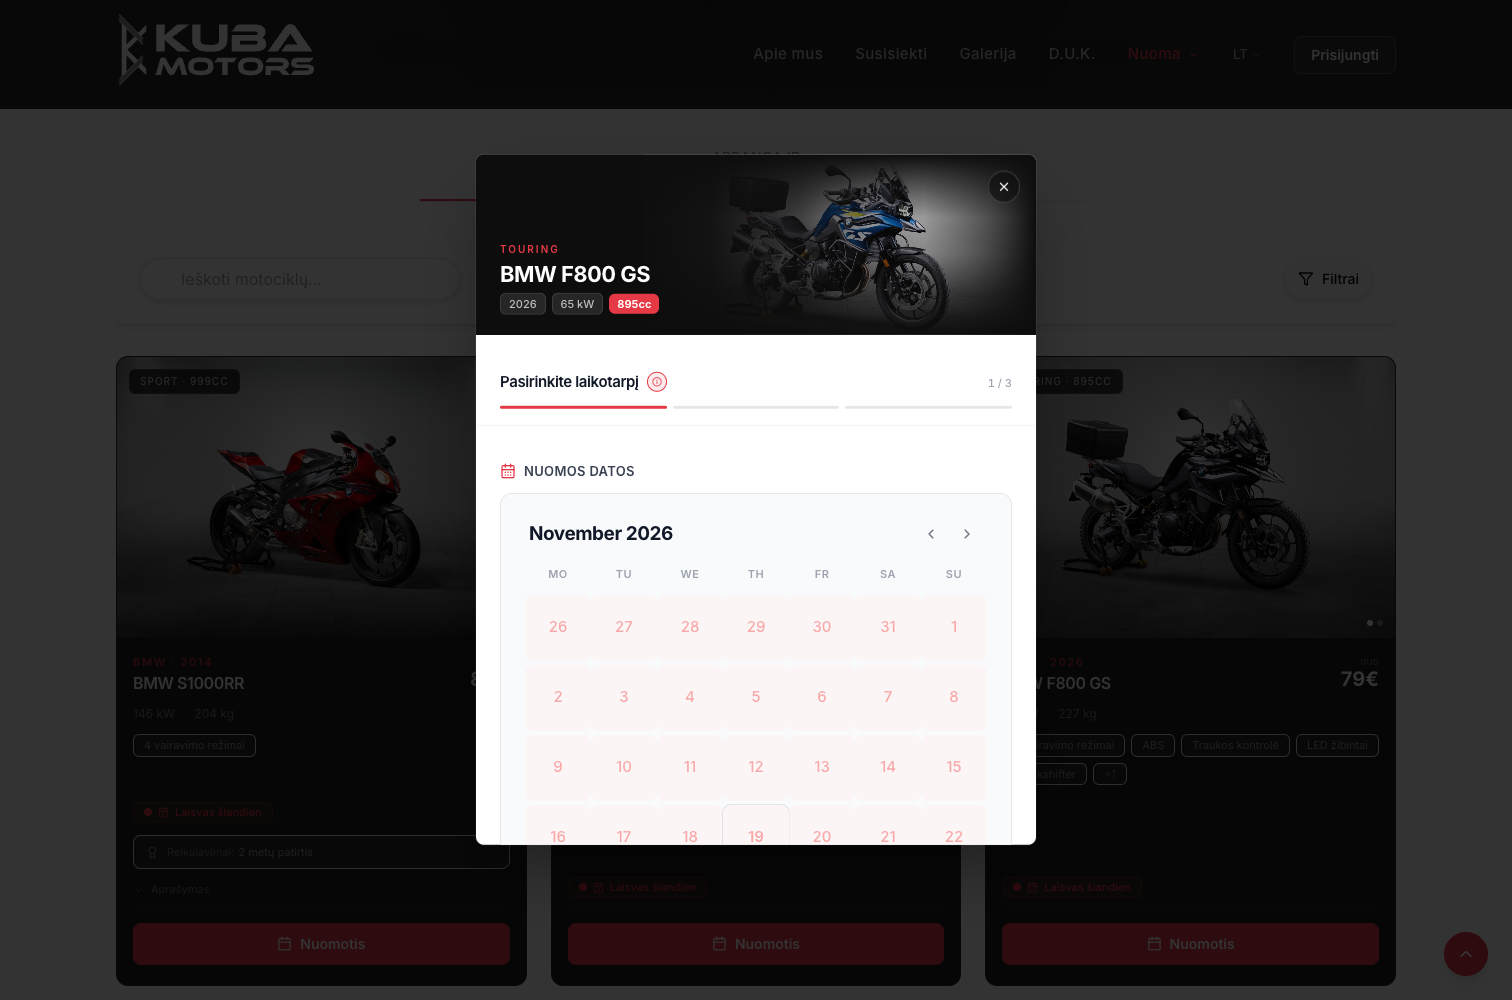 KUBA
MOTORS
Apie mus
Susisiekti
Galerija
D.U.K.
Nuoma
LT
Prisijungti
Ieškoti motociklų...
Filtrai
TOURING
BMW F800 GS
2026
65 kW
895cc
Pasirinkite laikotarpį
1 / 3
NUOMOS DATOS
November 2026
MO TU WE TH FR SA SU
26 27 28 29 30 31 1
2 3 4 5 6 7 8
9 10 11 12 13 14 15
16 17 18 19 20 21 22
SPORT · 999CC
BMW · 2014
BMW S1000RR
146 kW 204 kg
4 vairavimo režimai
Laisvas šiandien
Reikalavimai: 2 metų patirtis
Aprašymas
Nuomotis
Laisvas šiandien
Nuomotis
RING · 895CC
· 2026
nuo
W F800 GS
79€
227 kg
ABS
Traukos kontrolė
LED žibintai
+1
Laisvas šiandien
Nuomotis